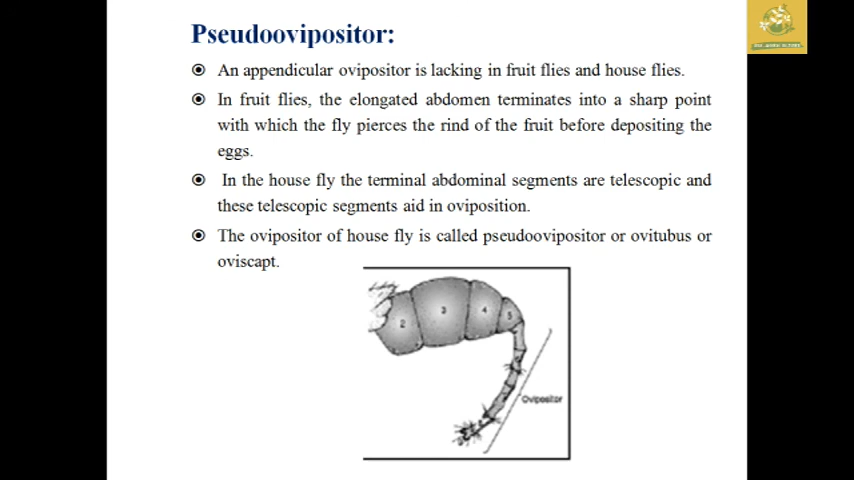 Pseudoovipositor:
An appendicular ovipositor is lacking in fruit flies and house flies.
In fruit flies, the elongated abdomen terminates into a sharp point
with which the fly pierces the rind of the fruit before depositing the
eggs.
In the house fly the terminal abdominal segments are telescopic and
these telescopic segments aid in oviposition.
The ovipositor of house fly is called pseudoovipositor or ovitubus or
oviscapt.
2
3
4
5
Ovipositor